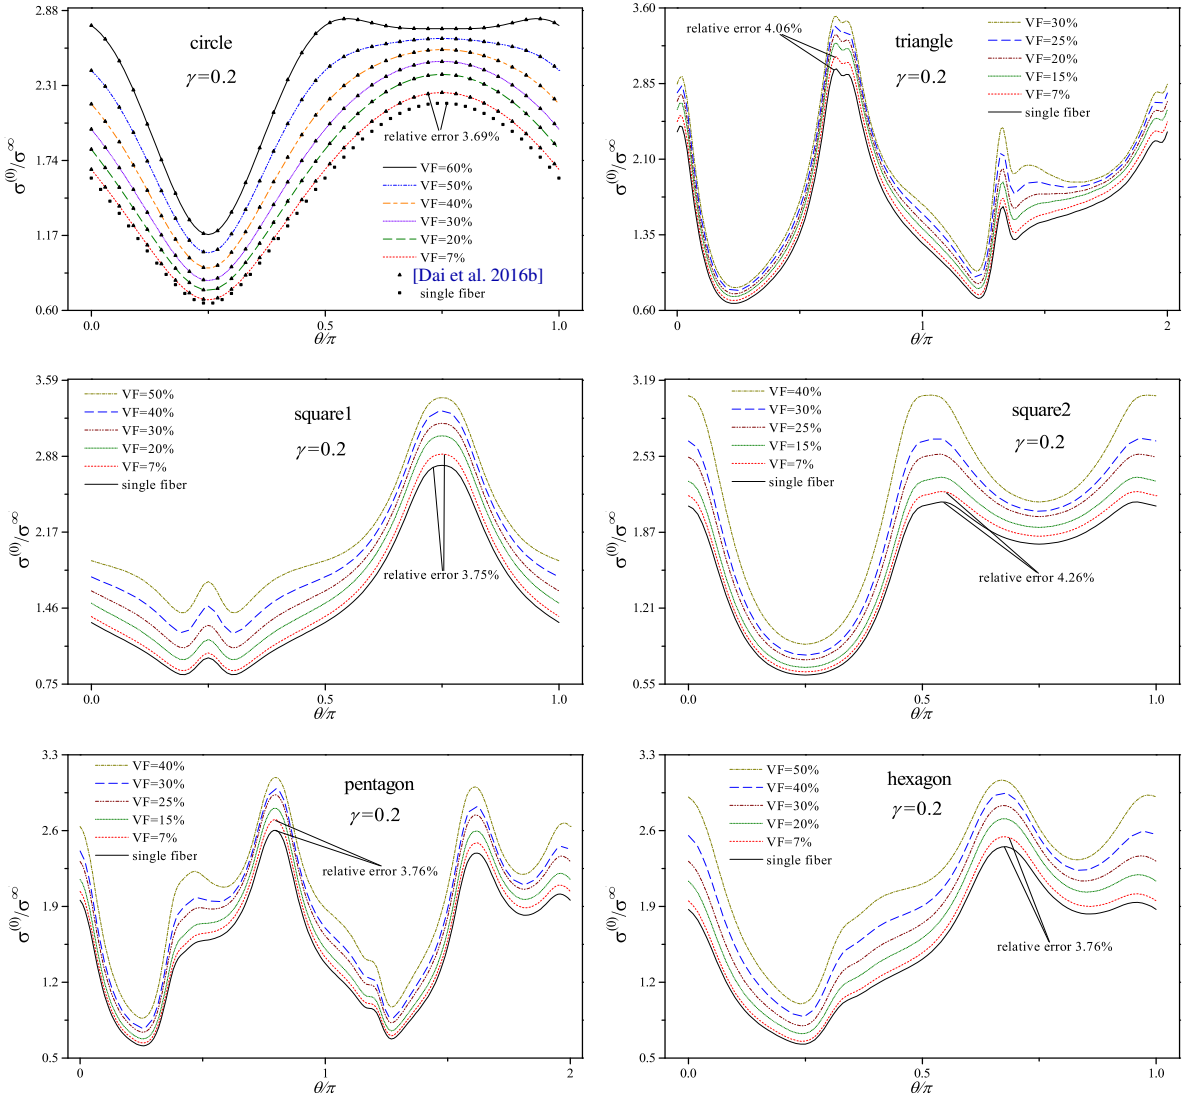 2.88
2.31
1.74
1.17
0.60
σ(0)/σ∞
circle
γ=0.2
relative error 3.69%
VF=60%
VF=50%
VF=40%
VF=30%
VF=20%
VF=7%
[Dai et al. 2016b]
single fiber
0.0
0.5
1.0
θ/π
3.60
2.85
2.10
1.35
0.60
σ(0)/σ∞
relative error 4.06%
triangle
γ=0.2
VF=30%
VF=25%
VF=20%
VF=15%
VF=7%
single fiber
0
1
2
θ/π
3.59
2.88
2.17
1.46
0.75
σ(0)/σ∞
VF=50%
VF=40%
VF=30%
VF=20%
VF=7%
single fiber
square1
γ=0.2
relative error 3.75%
0.0
0.5
1.0
θ/π
3.19
2.53
1.87
1.21
0.55
σ(0)/σ∞
VF=40%
VF=30%
VF=25%
VF=15%
VF=7%
single fiber
square2
γ=0.2
relative error 4.26%
0.0
0.5
1.0
θ/π
3.3
2.6
1.9
1.2
0.5
σ(0)/σ∞
VF=40%
VF=30%
VF=25%
VF=15%
VF=7%
single fiber
pentagon
γ=0.2
relative error 3.76%
0
1
2
θ/π
3.3
2.6
1.9
1.2
0.5
σ(0)/σ∞
VF=50%
VF=40%
VF=30%
VF=20%
VF=7%
single fiber
hexagon
γ=0.2
relative error 3.76%
0.0
0.5
1.0
θ/π